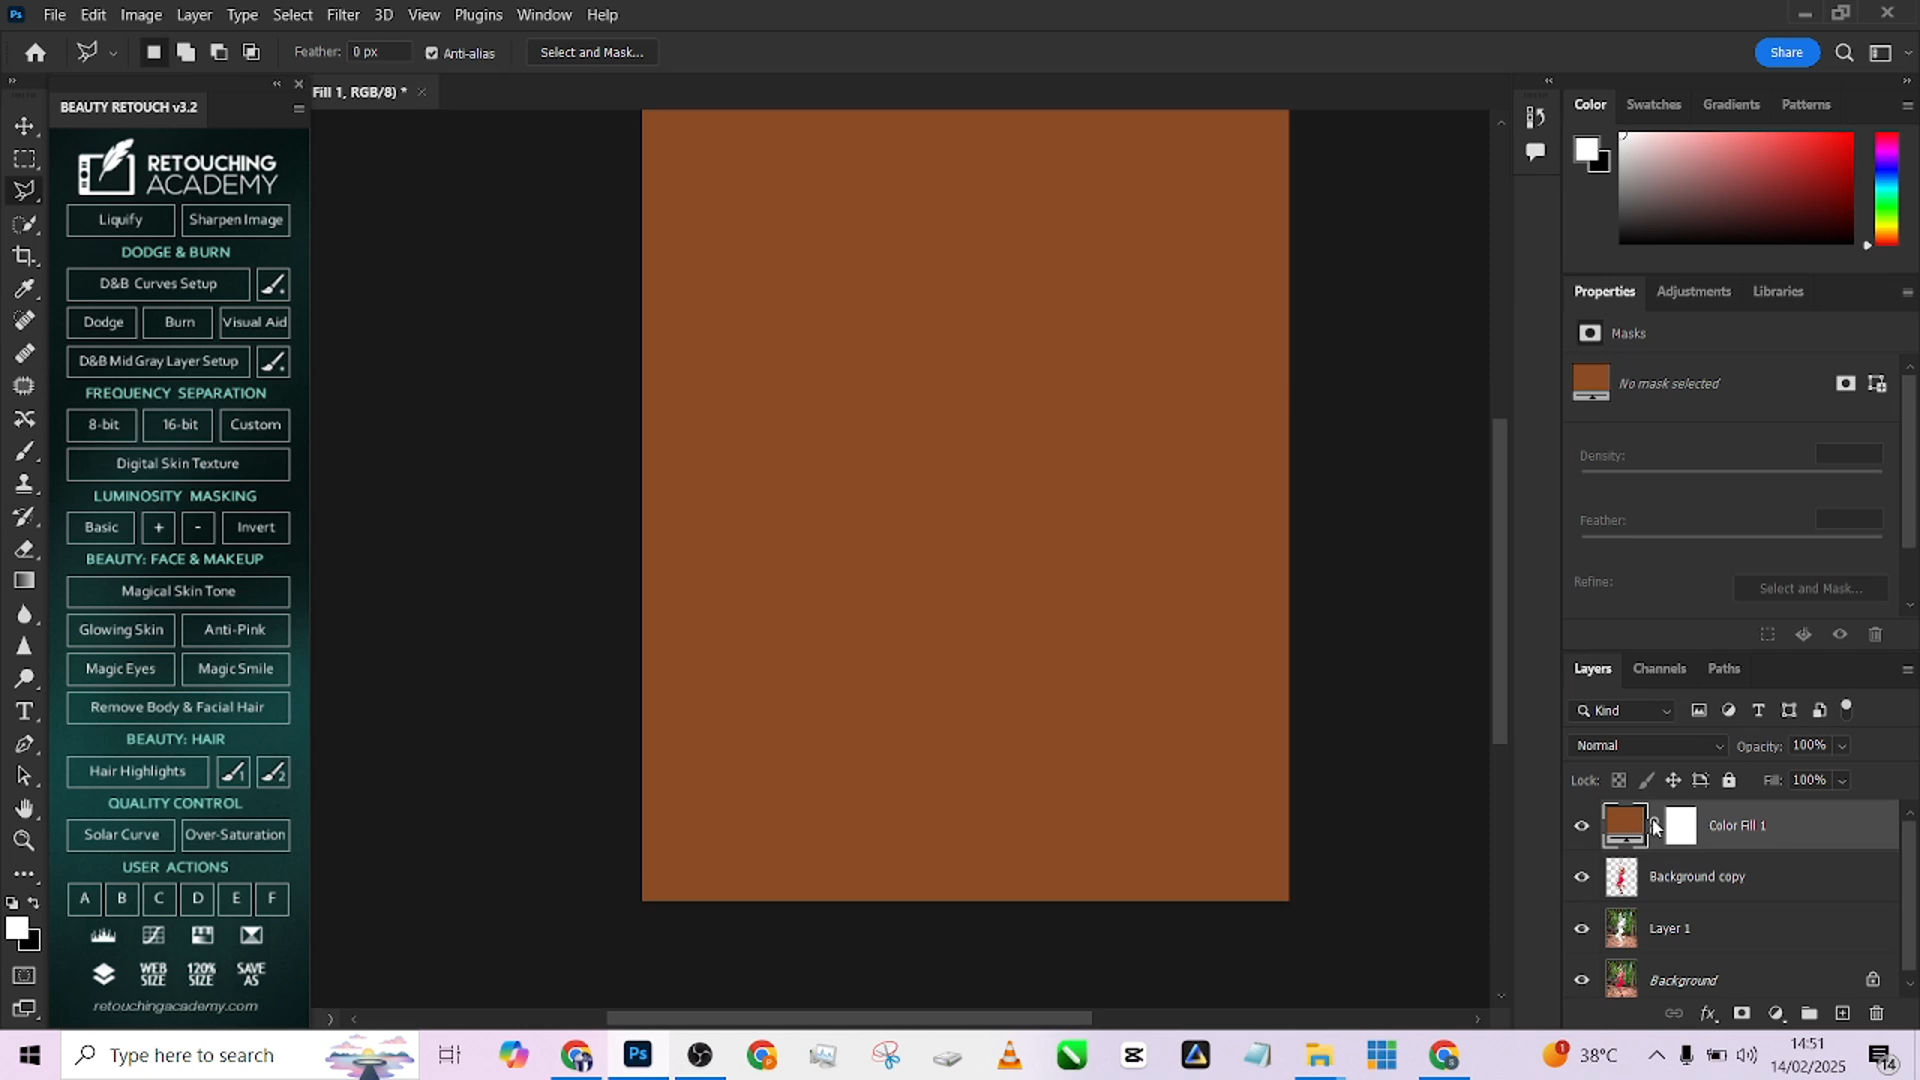 Ps File Edit Image Layer Type Select Filter 3D View Plugins Window Help
Feather: 0 px Anti-alias Select and Mask... Share
Fill 1, RGB/8) *
BEAUTY RETOUCH v3.2
RETOUCHING
ACADEMY
Liquify Sharpen Image
DODGE & BURN
D&B Curves Setup
Dodge Burn Visual Aid
D&B Mid Gray Layer Setup
FREQUENCY SEPARATION
8-bit 16-bit Custom
Digital Skin Texture
LUMINOSITY MASKING
Basic + - Invert
BEAUTY: FACE & MAKEUP
Magical Skin Tone
Glowing Skin Anti-Pink
Magic Eyes Magic Smile
Remove Body & Facial Hair
BEAUTY: HAIR
Hair Highlights 1 2
QUALITY CONTROL
Solar Curve Over-Saturation
USER ACTIONS
A B C D E F
WEB SIZE 120% SIZE SAVE AS
retouchingacademy.com
Color Swatches Gradients Patterns
Properties Adjustments Libraries
Masks
No mask selected
Density:
Feather:
Refine: Select and Mask...
Layers Channels Paths
Kind
Normal Opacity: 100%
Lock: Fill: 100%
Color Fill 1
Background copy
Layer 1
Background
fx
Type here to search
Ps
1 38°C
14:51
14/02/2025
14